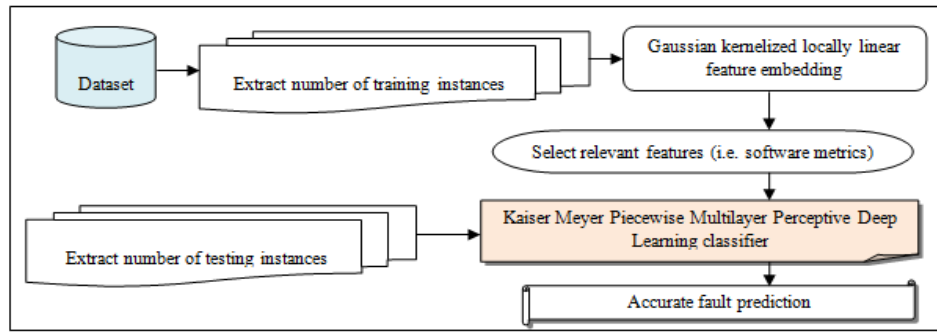 Dataset
Extract number of training instances
Gaussian kernelized locally linear
feature embedding
Select relevant features (i.e. software metrics)
Kaiser Meyer Piecewise Multilayer Perceptive Deep
Learning classifier
Extract number of testing instances
Accurate fault prediction